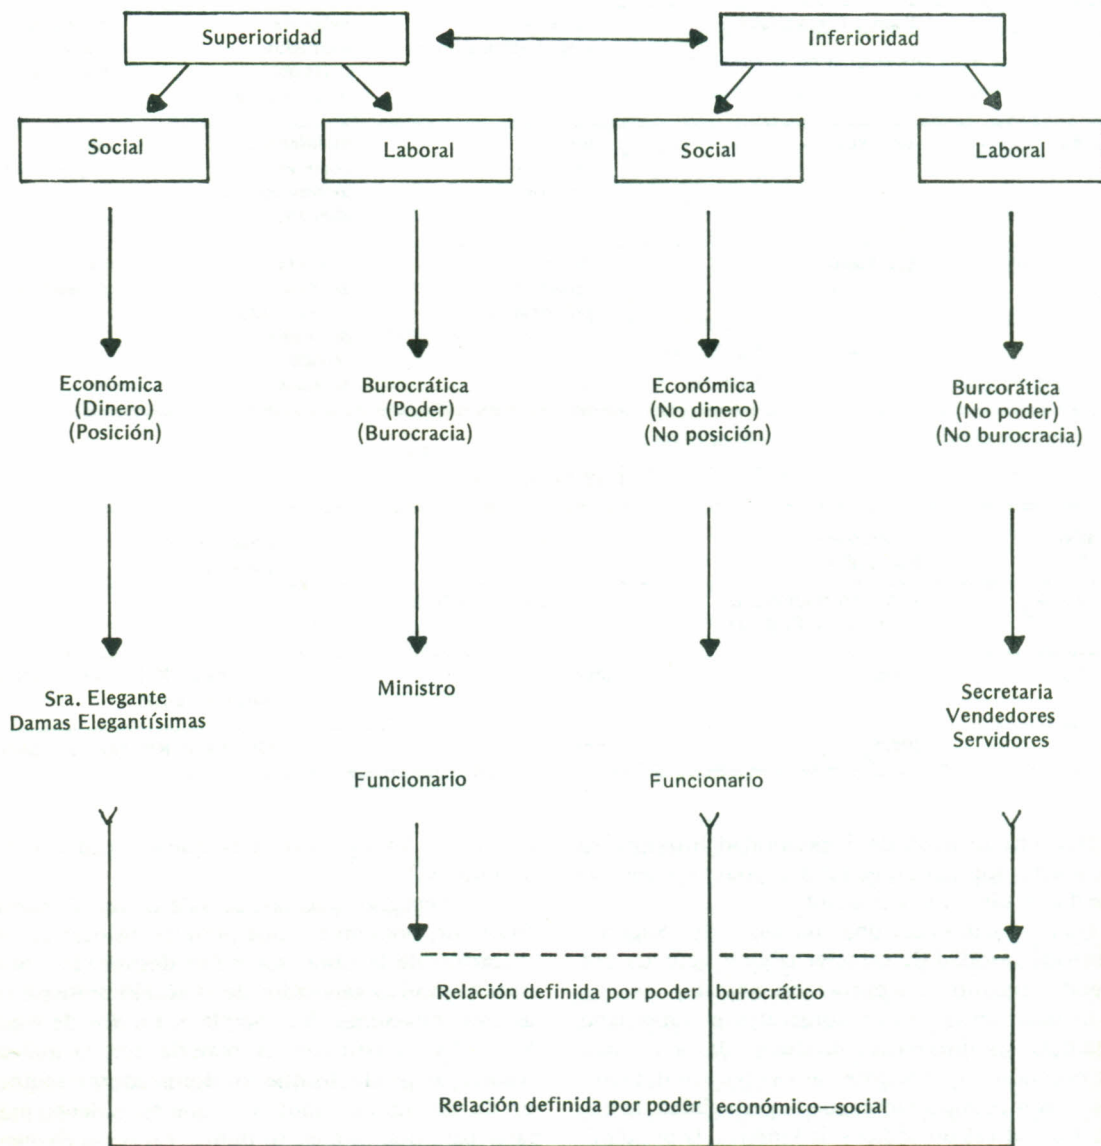 Superioridad
Inferioridad
Social
Laboral
Social
Laboral
Económica
(Dinero)
(Posición)
Burocrática
(Poder)
(Burocracia)
Económica
(No dinero)
(No posición)
Burcorática
(No poder)
(No burocracia)
Sra. Elegante
Damas Elegantísimas
Ministro
Funcionario
Funcionario
Secretaria
Vendedores
Servidores
Relación definida por poder burocrático
Relación definida por poder económico—social